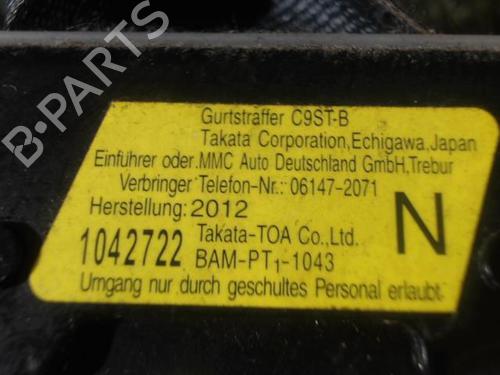 Gurtstraffer C9ST-B
Takata Corporation,Echigawa,Japan
Einführer oder MMC Auto Deutschland GmbH,Trebur
Verbringer Telefon-Nr.: 06147-2071
Herstellung: 2012
1042722 Takata-TOA Co.,Ltd.
BAM-PT1-1043
N
Umgang nur durch geschultes Personal erlaubt
B-PARTS